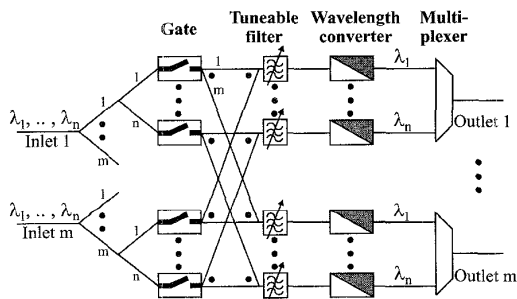 Gate
Tuneable filter
Wavelength converter
Multi-plexer
λ1, .. , λn
Inlet 1
1
m
1
n
1
m
λ1
λn
Outlet 1
λ1, .. , λn
Inlet m
1
m
1
n
λ1
λn
Outlet m